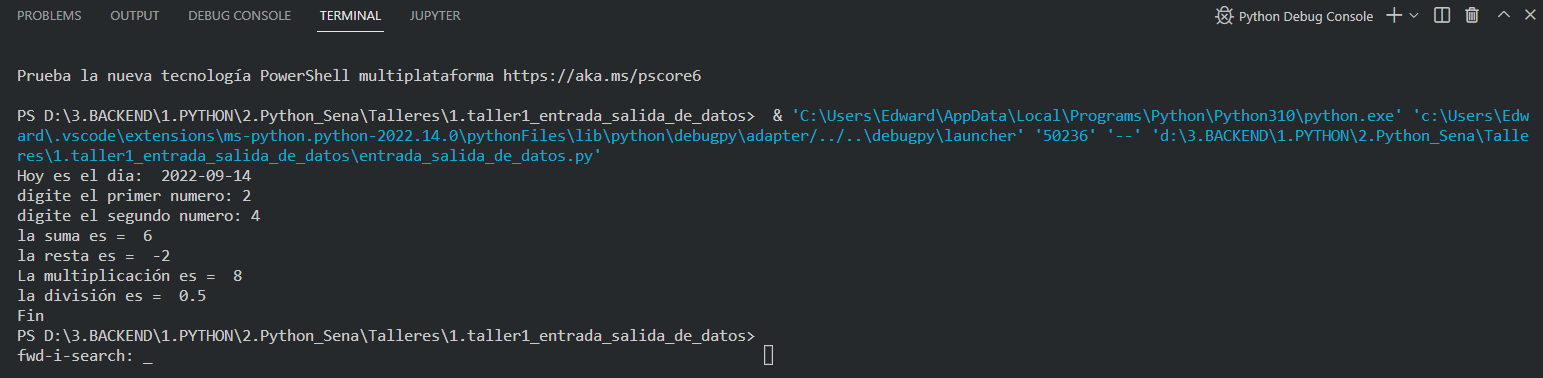 PROBLEMS OUTPUT DEBUG CONSOLE TERMINAL JUPYTER Python Debug Console
Prueba la nueva tecnología PowerShell multiplataforma https://aka.ms/pscore6
PS D:\3.BACKEND\1.PYTHON\2.Python_Sena\Talleres\1.taller1_entrada_salida_de_datos>  & 'C:\Users\Edward\AppData\Local\Programs\Python\Python310\python.exe' 'c:\Users\Edw
ard\.vscode\extensions\ms-python.python-2022.14.0\pythonFiles\lib\python\debugpy\adapter/../..\debugpy\launcher' '50236' '--' 'd:\3.BACKEND\1.PYTHON\2.Python_Sena\Talle
res\1.taller1_entrada_salida_de_datos\entrada_salida_de_datos.py'
Hoy es el dia:  2022-09-14
digite el primer numero: 2
digite el segundo numero: 4
la suma es =  6
la resta es =  -2
La multiplicación es =  8
la división es =  0.5
Fin
PS D:\3.BACKEND\1.PYTHON\2.Python_Sena\Talleres\1.taller1_entrada_salida_de_datos>
fwd-i-search: _